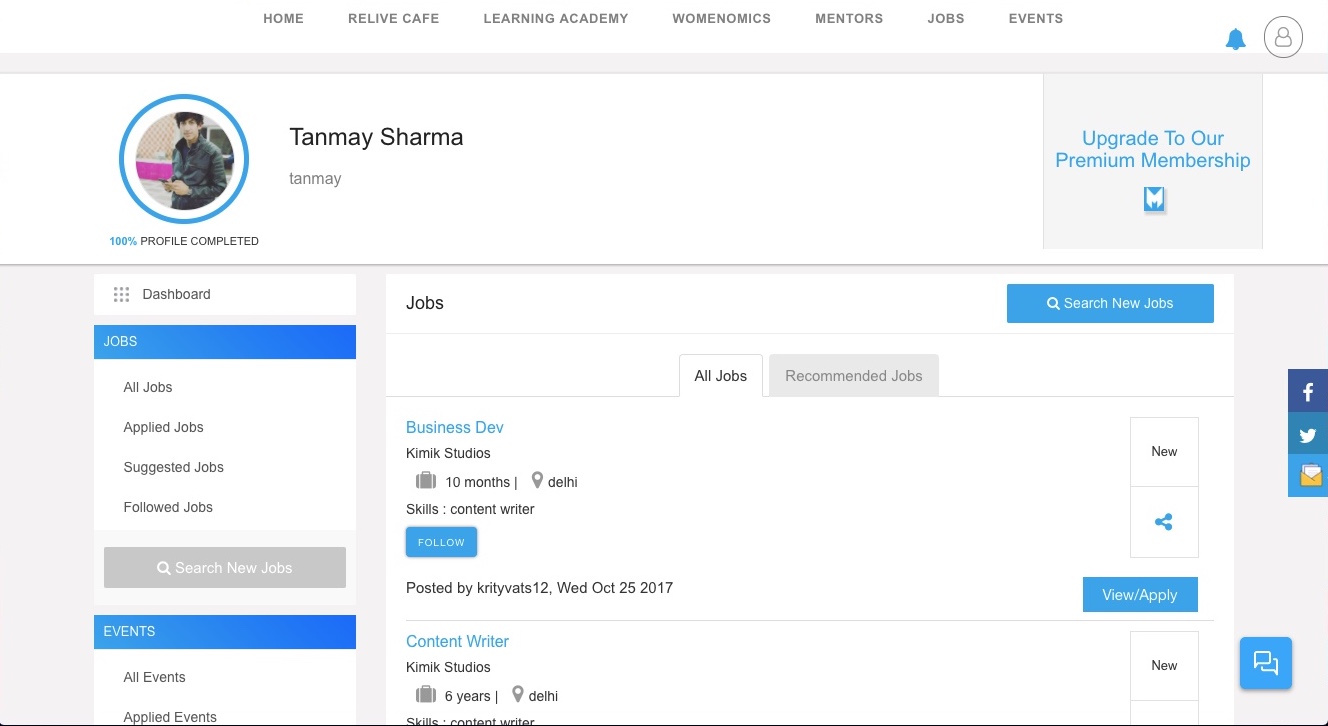 HOME RELIVE CAFE LEARNING ACADEMY WOMENOMICS MENTORS JOBS EVENTS
Tanmay Sharma
tanmay
100% PROFILE COMPLETED
Upgrade To Our
Premium Membership
Dashboard
JOBS
All Jobs
Applied Jobs
Suggested Jobs
Followed Jobs
Search New Jobs
EVENTS
All Events
Applied Events
Jobs
Search New Jobs
All Jobs Recommended Jobs
Business Dev
Kimik Studios
10 months | delhi
Skills : content writer
FOLLOW
New
Posted by krityvats12, Wed Oct 25 2017
View/Apply
Content Writer
Kimik Studios
6 years | delhi
Skills : content writer
New